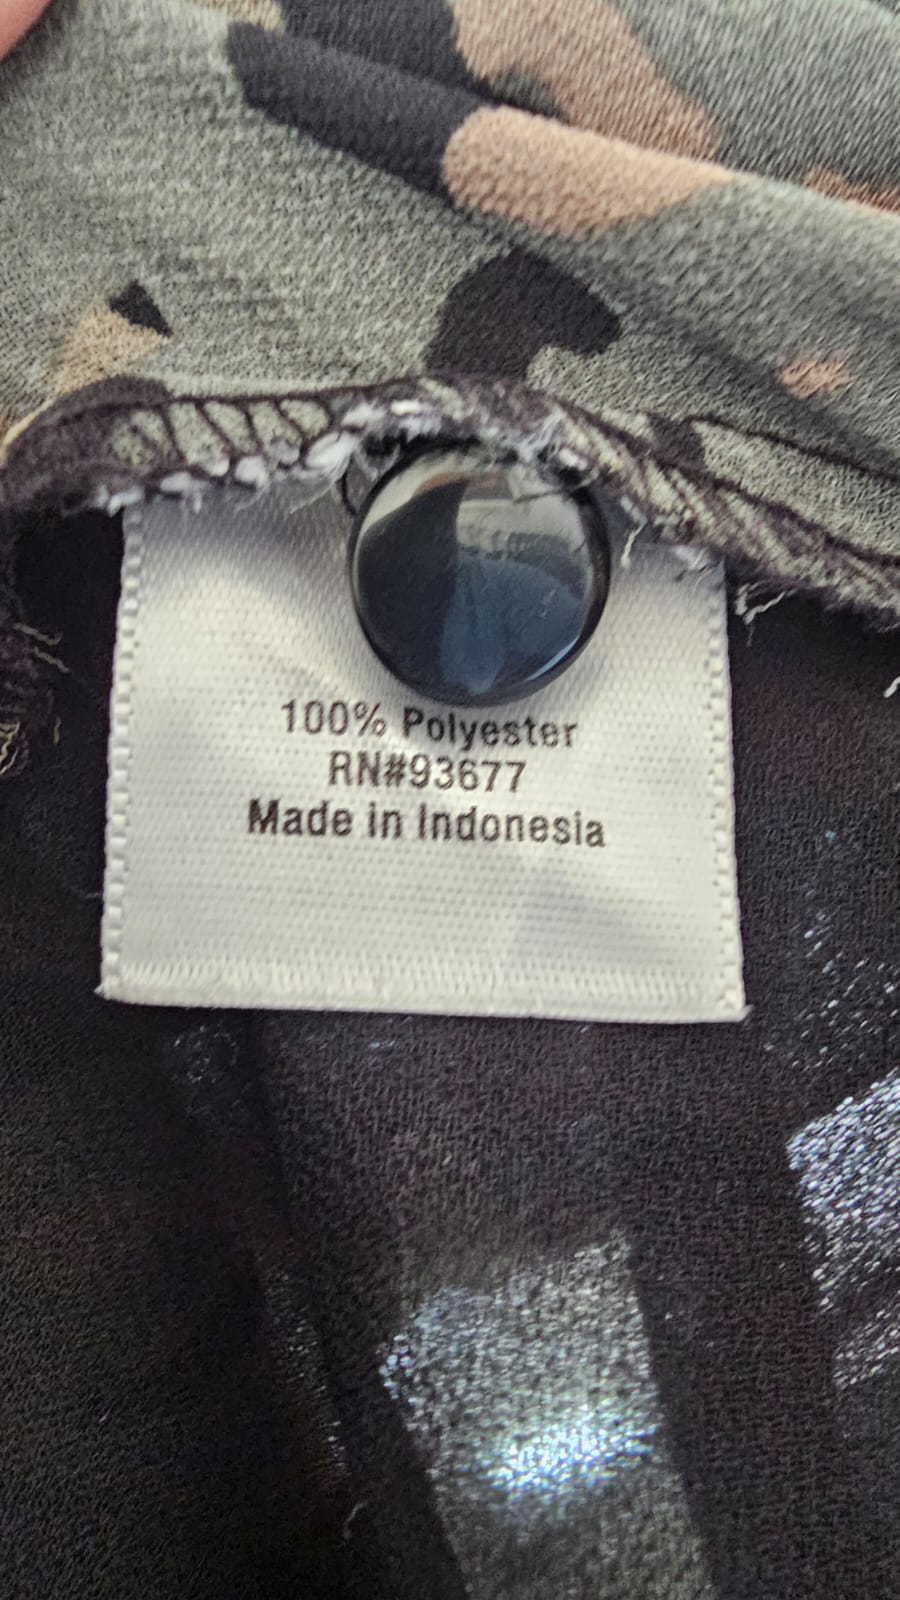 100% Polyester
RN#93677
Made in Indonesia